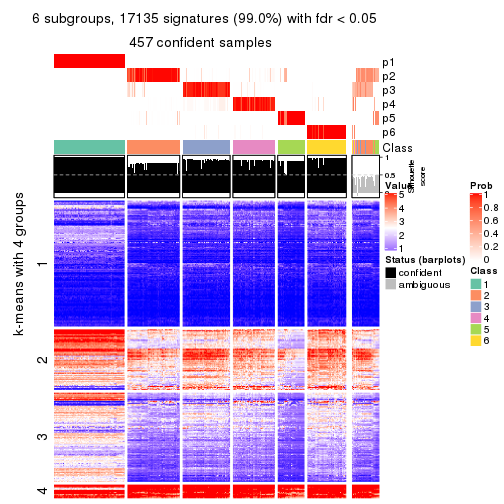 6 subgroups, 17135 signatures (99.0%) with fdr < 0.05
457 confident samples
p1
p2
p3
p4
p5
p6
Class
1
0.5
0
Silhouette
score
k-means with 4 groups
1
2
3
4
Value
5
4
3
2
1
Status (barplots)
confident
ambiguous
Prob
1
0.8
0.6
0.4
0.2
0
Class
1
2
3
4
5
6